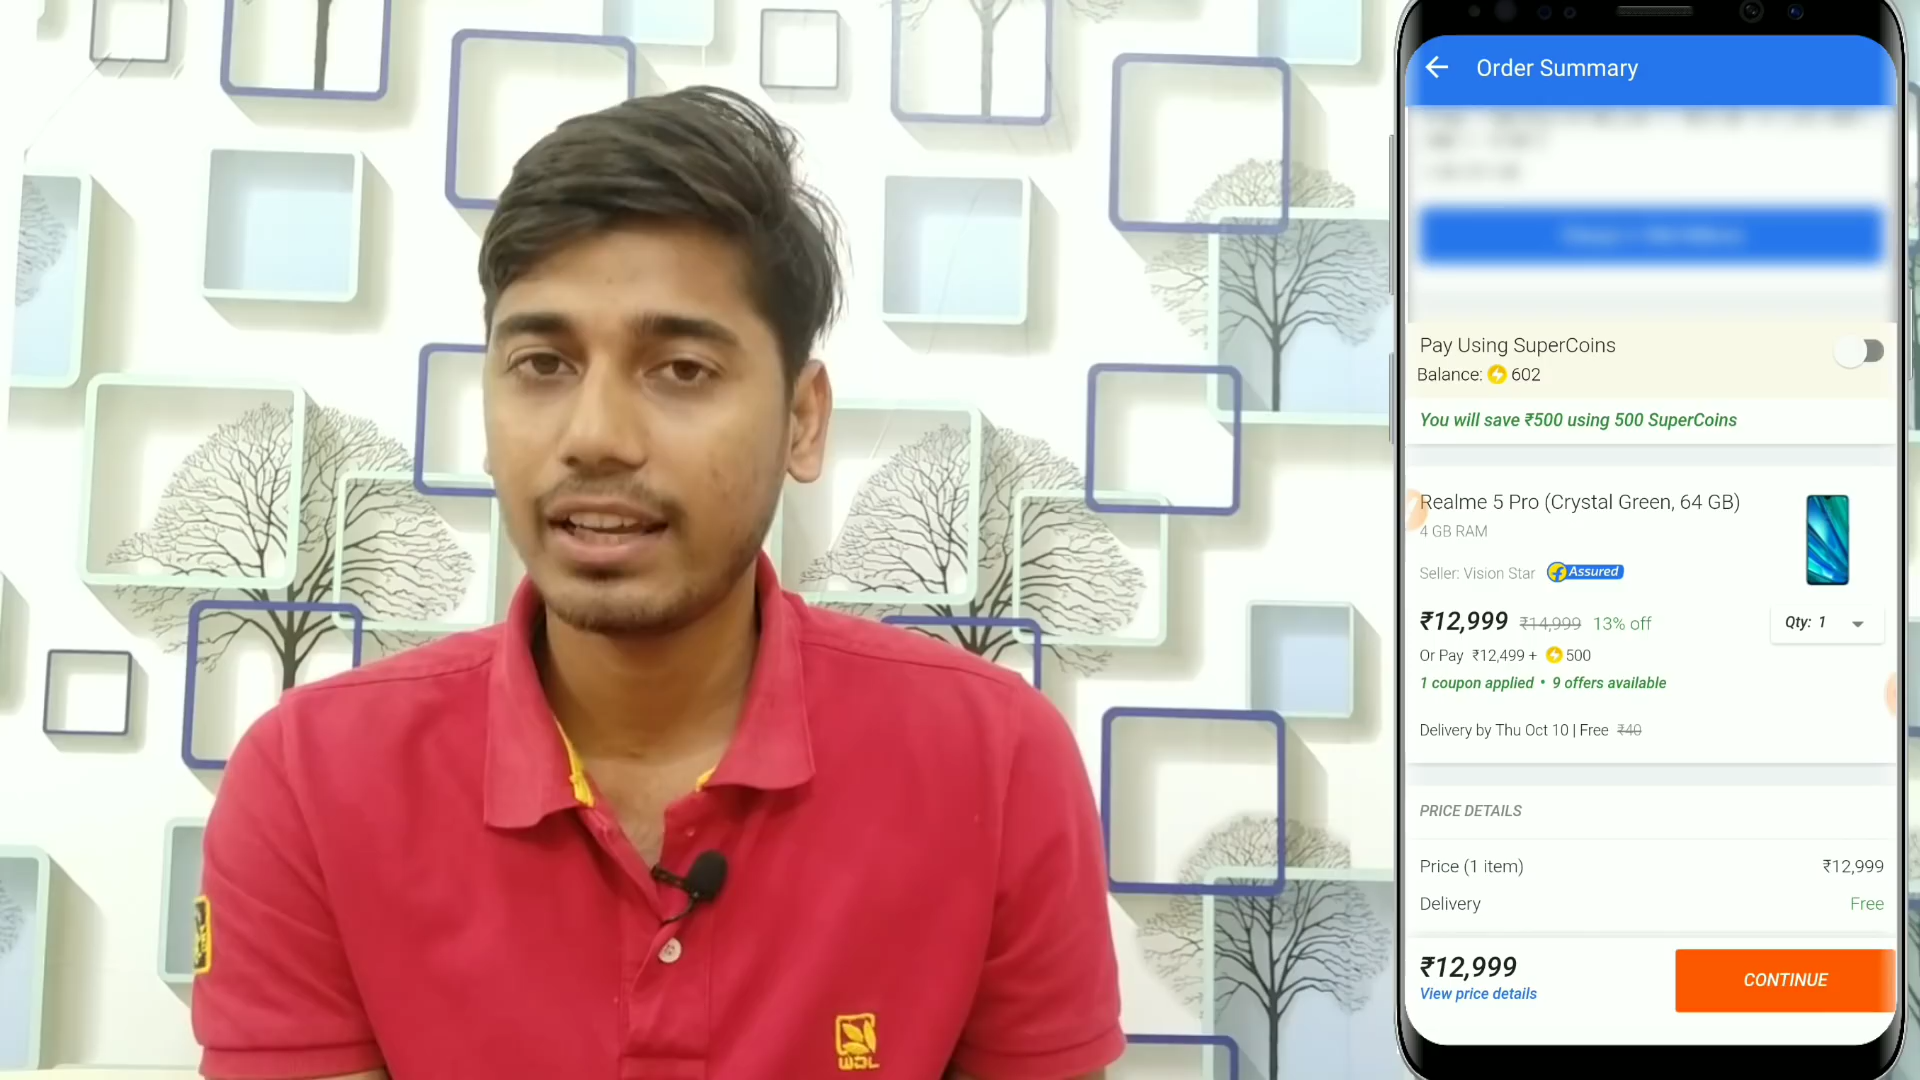 Order Summary
Pay Using SuperCoins
Balance: 602
You will save ₹500 using 500 SuperCoins
Realme 5 Pro (Crystal Green, 64 GB)
4 GB RAM
Seller: Vision Star Assured
₹12,999 ₹14,999 13% off
Qty: 1
Or Pay ₹12,499 + 500
1 coupon applied • 9 offers available
Delivery by Thu Oct 10 | Free ₹40
PRICE DETAILS
Price (1 item) ₹12,999
Delivery Free
₹12,999
View price details
CONTINUE
WDL